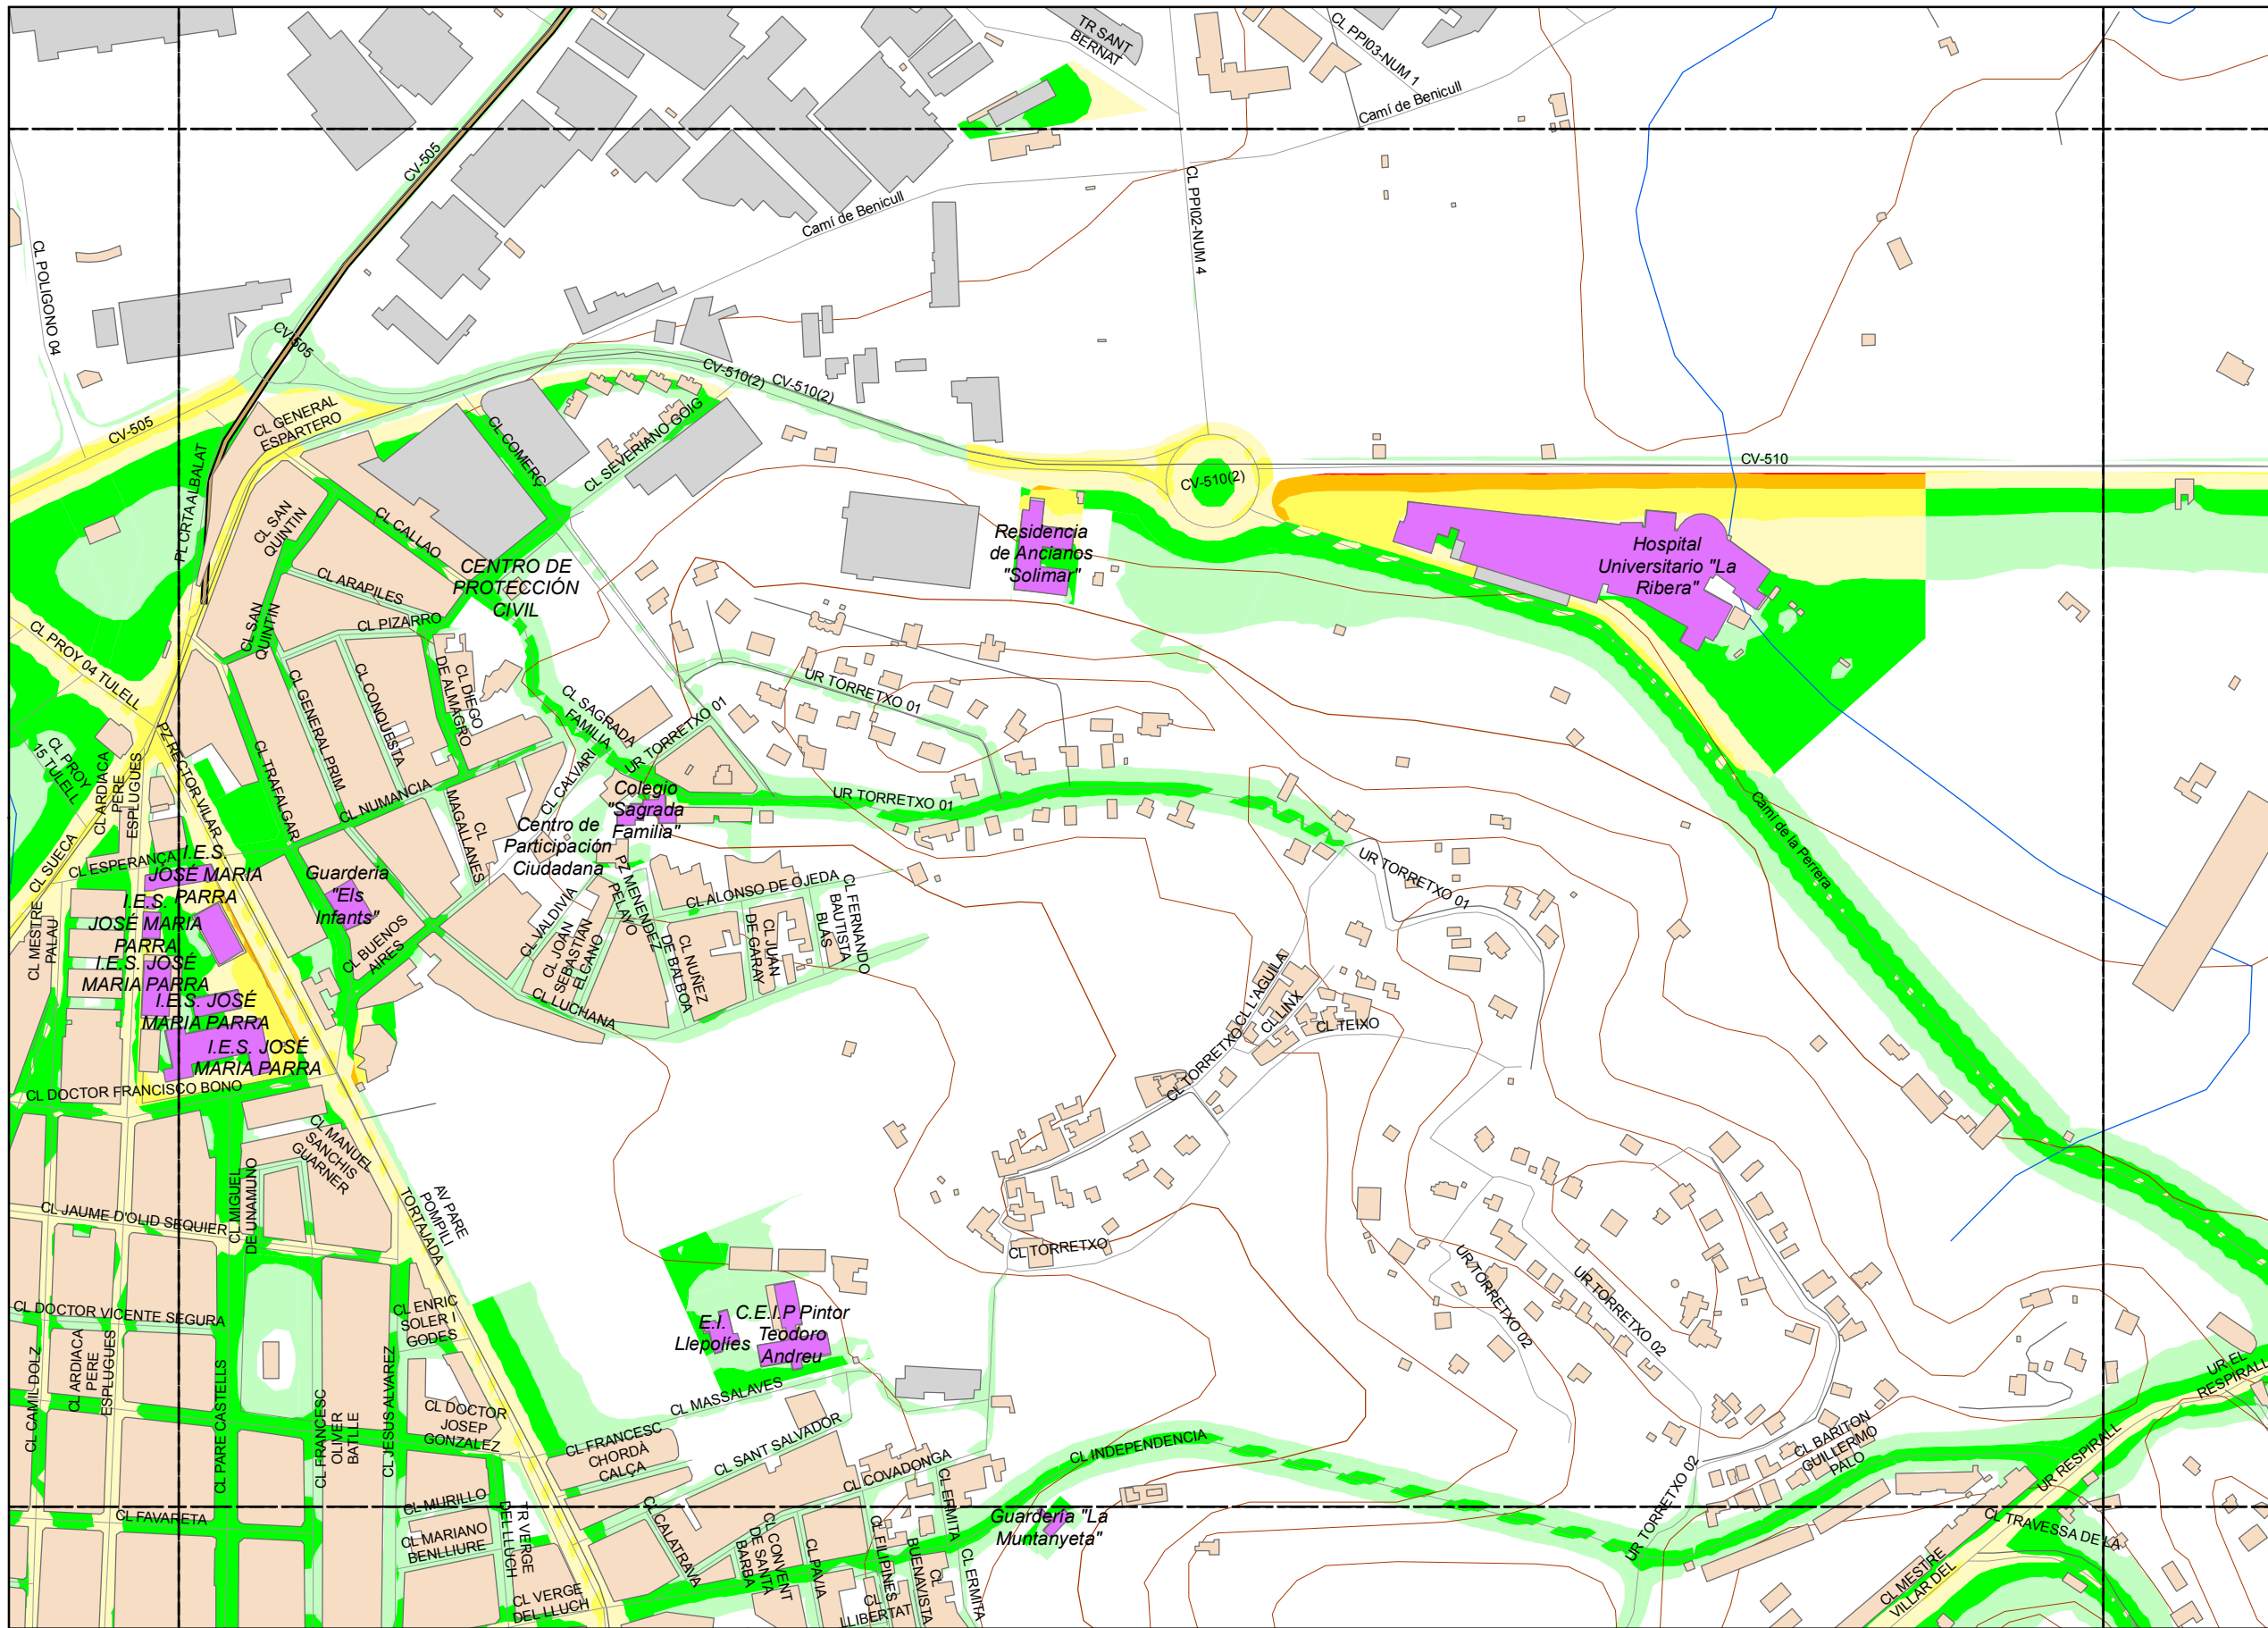 TR SANT
BERNAT
CL PPI03-NUM 1
Camí de Benicull
CV-505
Camí de Benicull
CL PPI02-NUM 4
CL POLIGONO 04
CV-505
CV-510(2)
CV-510(2)
CV-505
CL GENERAL
ESPARTERO
CL COMERÇ
CL SEVERIANO GOIG
CV-510(2)
CV-510
PL CRTA ALBALAT
CL SAN
QUINTIN
CL CALLAO
Residencia
de Ancianos
"Solimar"
Hospital
Universitario "La
Ribera"
CENTRO DE
PROTECCIÓN
CIVIL
CL ARAPILES
CL PIZARRO
CL SAN
QUINTIN
CL PROY 04 TULELL
CL GENERAL PRIM
CL CONQUESTA
CL DIEGO
DE ALMAGRO
CL SAGRADA
FAMILIA
UR TORRETXO 01
UR TORRETXO 01
CL PROY
15 TULELL
CL ARDIACA
PERE
ESPLUGUES
PZ RECTOR VILAR
CL TRAFALGAR
CL NUMANCIA
MAGALLANES
CL
CL CALVARI
Colegio
"Sagrada
Familia"
UR TORRETXO 01
Centro de
Participación
Ciudadana
Camí de la Perrera
CL SUECA
CL ESPERANÇA
I.E.S.
JOSÉ MARIA
PARRA
I.E.S.
JOSÉ MARIA
PARRA
I.E.S. JOSÉ
MARIA PARRA
I.E.S. JOSÉ
MARIA PARRA
I.E.S. JOSÉ
MARIA PARRA
Guarderia
"Els
Infants"
CL MESTRE
PALAU
CL BUENOS
AIRES
CL VALDIVIA
CL JOAN
SEBASTIAN
ELCANO
PZ MENENDEZ
PELAYO
CL ALONSO DE OJEDA
CL NUÑEZ
DE BALBOA
CL JUAN
DE GARAY
CL FERNANDO
BAUTISTA
BLAS
CL LUCHANA
UR TORRETXO 01
CL L'AGUILA
CL LINX
CL TEIXO
CL TORRETXO
CL DOCTOR FRANCISCO BONO
CL MANUEL
SANCHIS
GUARNER
CL MIGUEL
DE UNAMUNO
CL JAUME D'OLID SEQUIER
AV PARE
POMPILI
TORTAJADA
CL TORRETXO
UR TORRETXO 02
UR TORRETXO 02
CL DOCTOR VICENTE SEGURA
CL ENRIC
SOLER I
GODES
E.I.
Llepolíes
C.E.I.P Pintor
Teodoro
Andreu
CL CAMIL DOLZ
CL ARDIACA
PERE
ESPLUGUES
CL PARE CASTELLS
CL FRANCESC
OLIVER
BATLLE
CL JESUS ALVAREZ
CL DOCTOR
JOSEP
GONZALEZ
CL MASSALAVES
CL FRANCESC
CHORDÀ
CALÇA
CL SANT SALVADOR
CL COVADONGA
CL INDEPENDENCIA
UR EL
RESPIRALL
UR RESPIRALL
CL BARITON
GUILLERMO
PALO
UR TORRETXO 02
CL FAVARETA
CL MURILLO
CL MARIANO
BENLLIURE
TR VERGE
DEL LLUCH
CL VERGE
DEL LLUCH
CL CALATRAVA
CL CONVENT
DE SANTA
BARBA
CL PAVIA
CL FILIPINES
CL
LLIBERTAT
CL
BUENAVISTA
CL ERMITA
CL ERMITA
Guardería "La
Muntanyeta"
CL MESTRE
VILLAR DEL
CL TRAVESSA DE LA